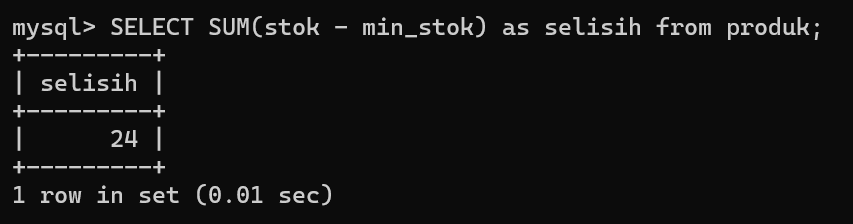 mysql> SELECT SUM(stok - min_stok) as selisih from produk;
+---------+
| selisih |
+---------+
|      24 |
+---------+
1 row in set (0.01 sec)